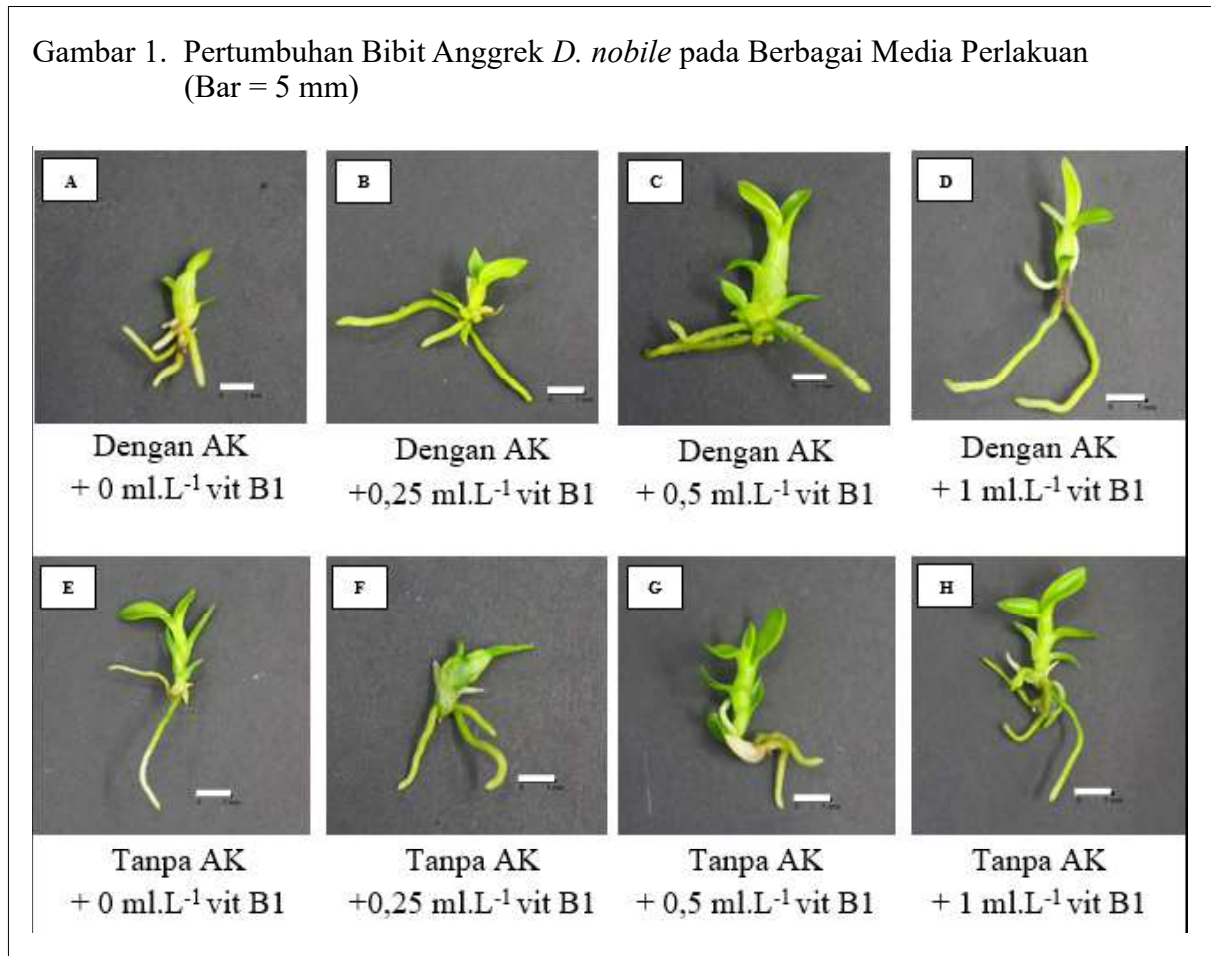 Gambar 1. Pertumbuhan Bibit Anggrek D. nobile pada Berbagai Media Perlakuan
(Bar = 5 mm)
A
B
C
D
Dengan AK
+ 0 ml.L⁻¹ vit B1
Dengan AK
+0,25 ml.L⁻¹ vit B1
Dengan AK
+ 0,5 ml.L⁻¹ vit B1
Dengan AK
+ 1 ml.L⁻¹ vit B1
E
F
G
H
Tanpa AK
+ 0 ml.L⁻¹ vit B1
Tanpa AK
+0,25 ml.L⁻¹ vit B1
Tanpa AK
+ 0,5 ml.L⁻¹ vit B1
Tanpa AK
+ 1 ml.L⁻¹ vit B1